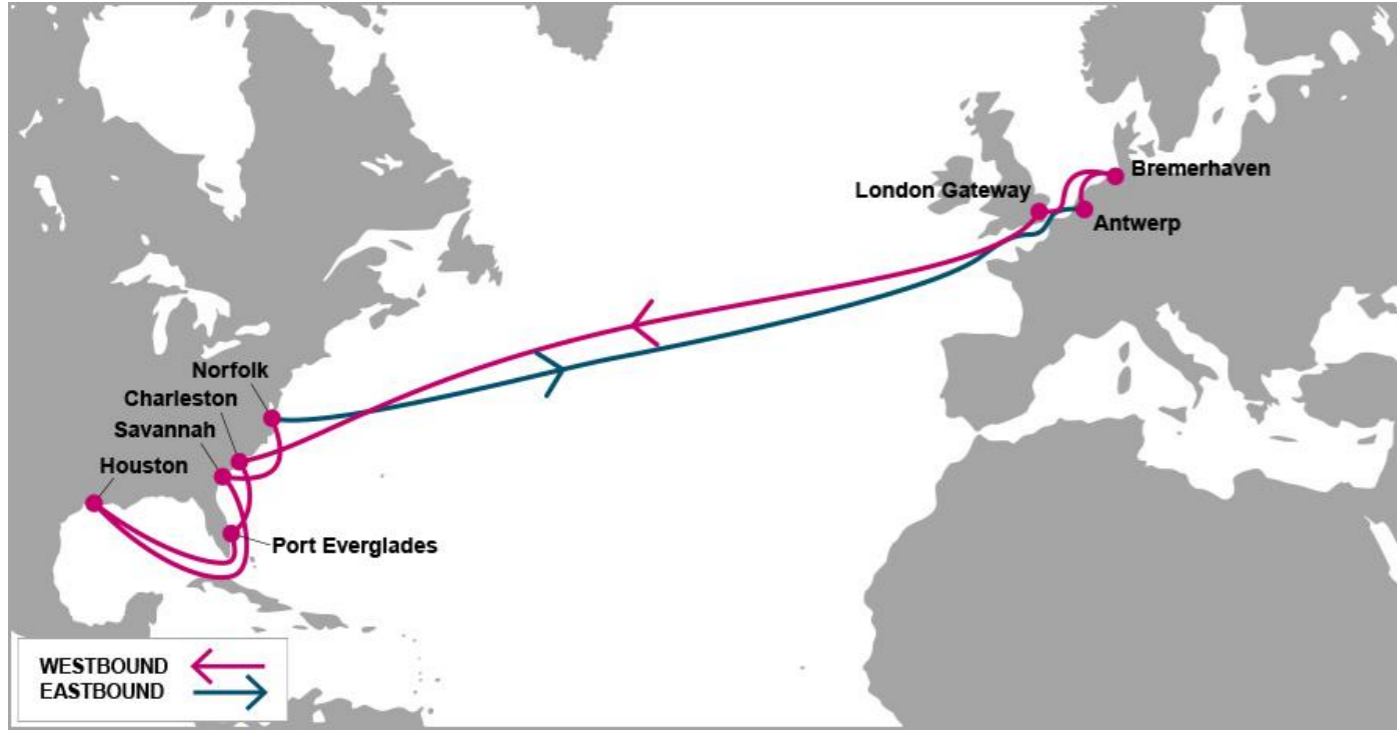 Bremerhaven
London Gateway
Antwerp
Norfolk
Charleston
Savannah
Houston
Port Everglades
WESTBOUND
EASTBOUND